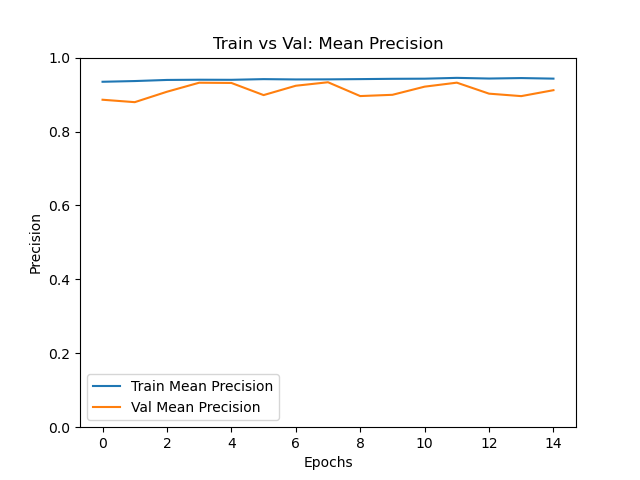 Train vs Val: Mean Precision
1.0
0.8
0.6
0.4
0.2
0.0
Precision
Train Mean Precision
Val Mean Precision
0 2 4 6 8 10 12 14
Epochs